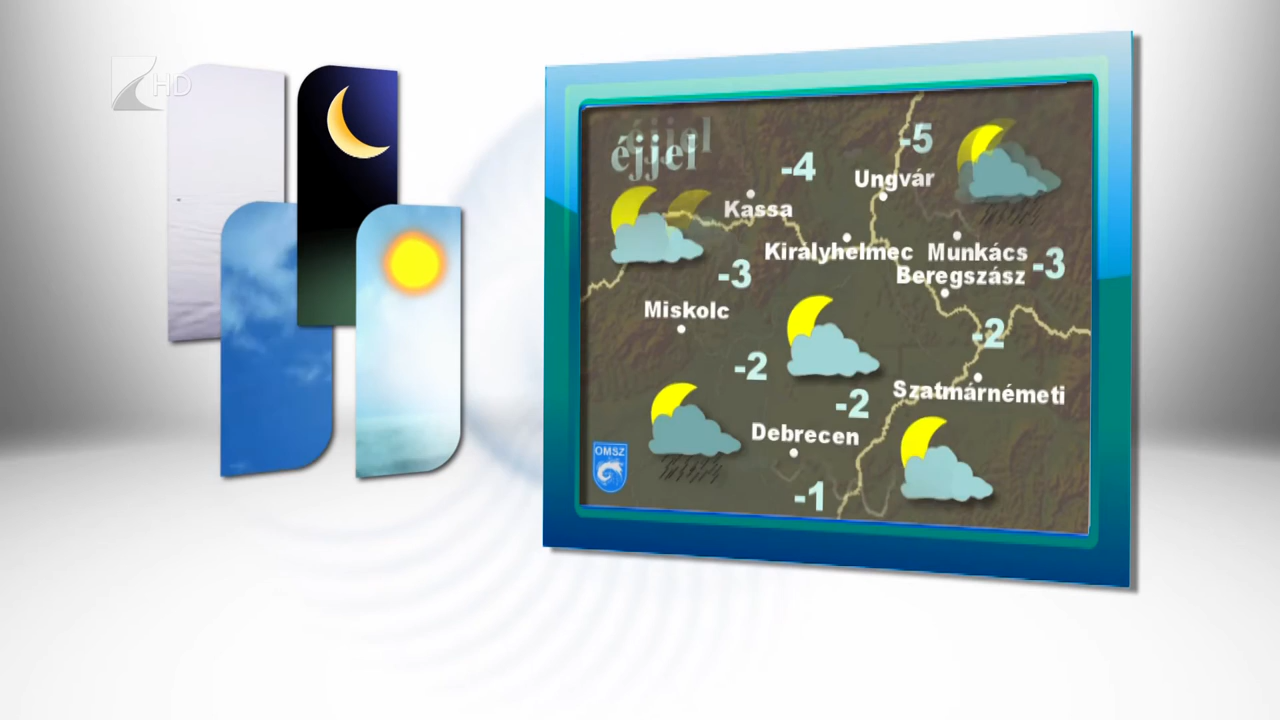 HD
éjjel
-5
-4
Ungvár
Kassa
Királyhelmec
Munkács
-3
-3
Beregszász
Miskolc
-2
-2
Szatmárnémeti
-2
Debrecen
OMSZ
-1